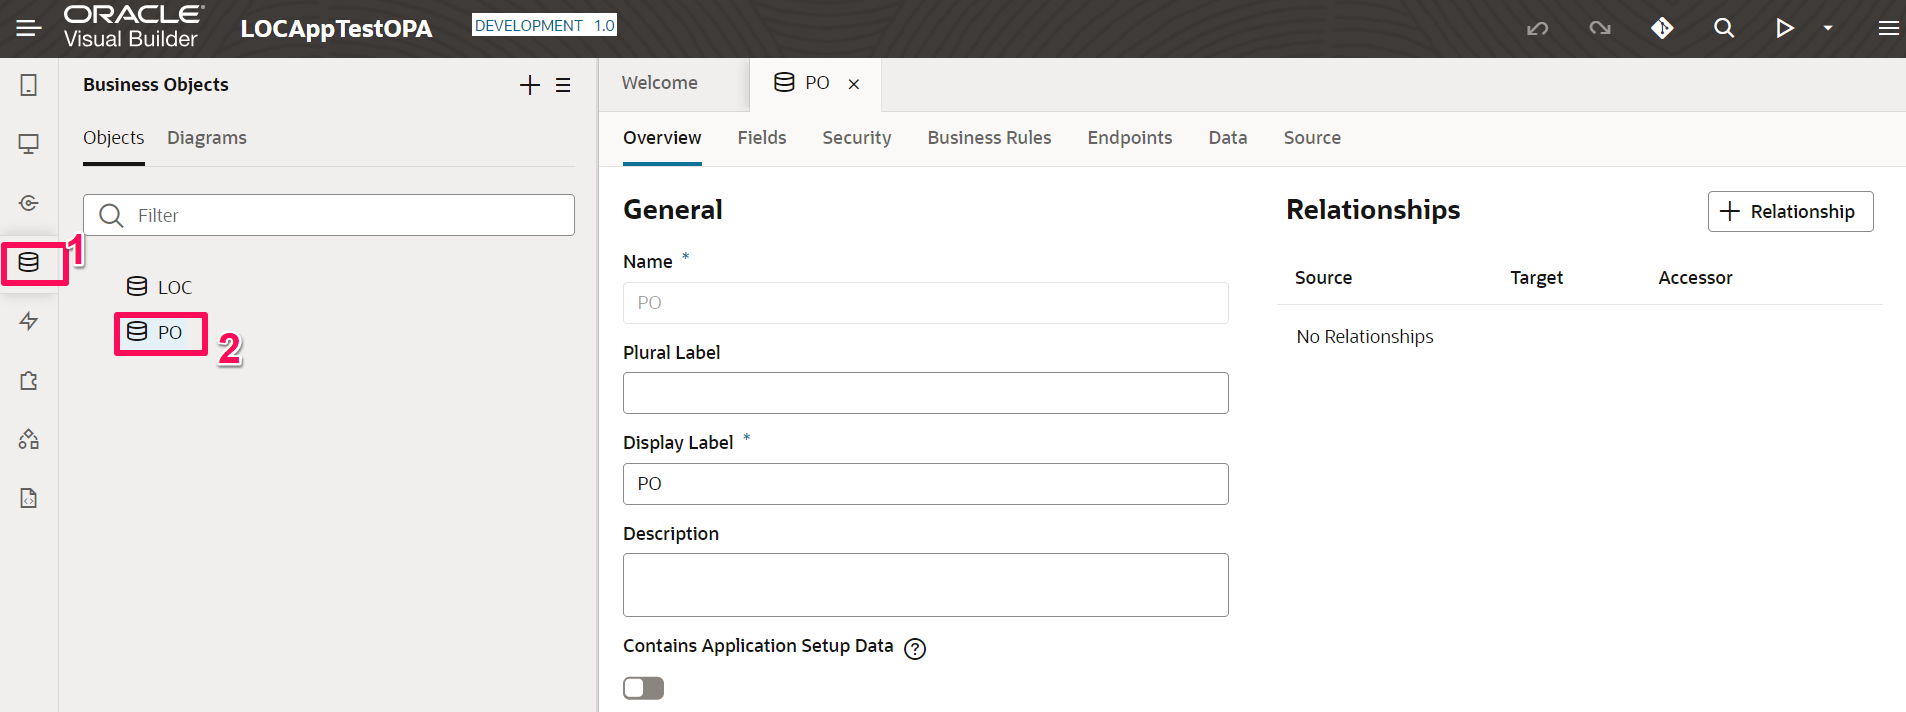 ORACLE
Visual Builder
LOCAppTestOPA
DEVELOPMENT 1.0
Business Objects
Objects Diagrams
Filter
1
LOC
PO
2
Welcome
PO
Overview Fields Security Business Rules Endpoints Data Source
General
Name *
PO
Plural Label
Display Label *
PO
Description
Contains Application Setup Data ?
Relationships
Relationship
Source Target Accessor
No Relationships